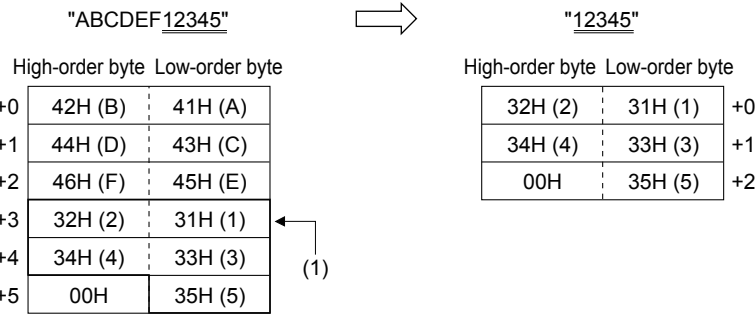 "ABCDEF12345" "12345"
High-order byte Low-order byte High-order byte Low-order byte
+0 42H (B) 41H (A) 32H (2) 31H (1) +0
+1 44H (D) 43H (C) 34H (4) 33H (3) +1
+2 46H (F) 45H (E) 00H 35H (5) +2
+3 32H (2) 31H (1)
+4 34H (4) 33H (3) (1)
+5 00H 35H (5)